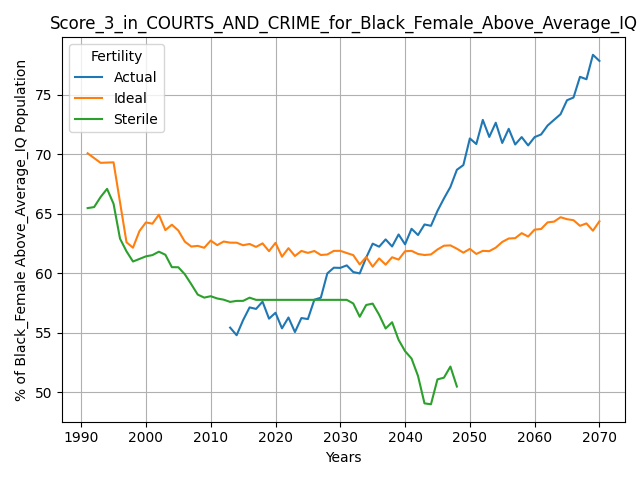 Score_3_in_COURTS_AND_CRIME_for_Black_Female_Above_Average_IQ
Fertility
Actual
Ideal
Sterile
% of Black_Female Above_Average_IQ Population
75
70
65
60
55
50
1990 2000 2010 2020 2030 2040 2050 2060 2070
Years